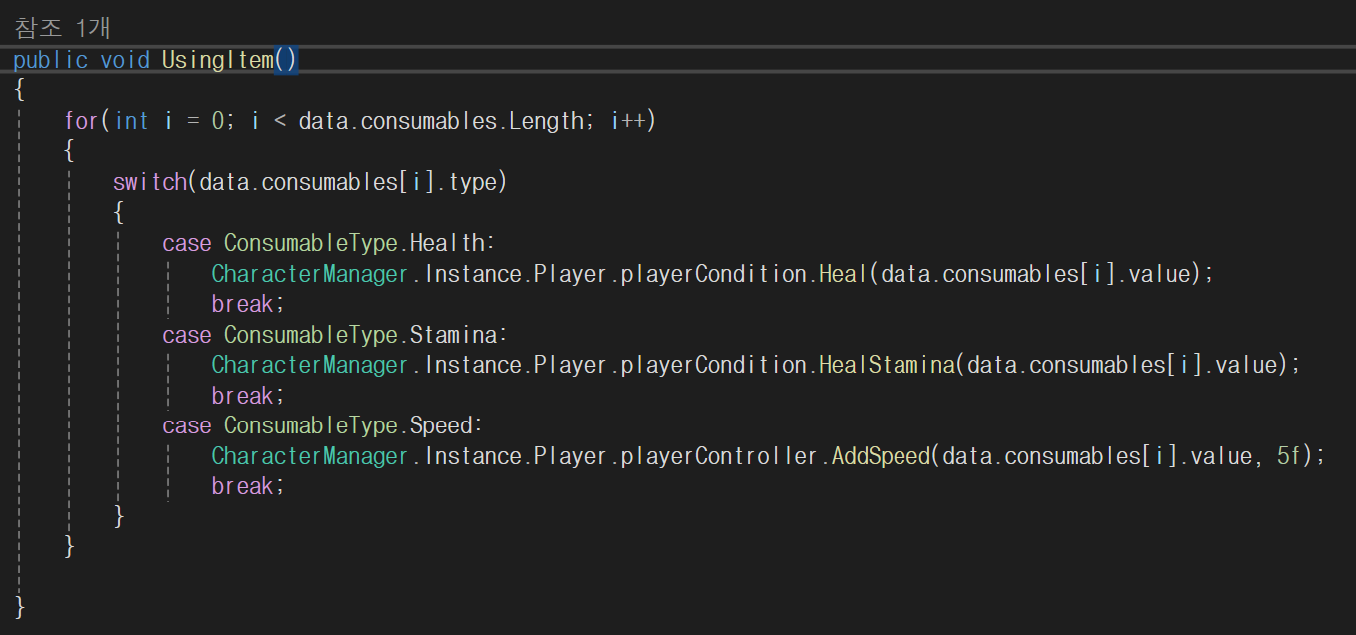 참조 1개
public void UsingItem()
{
for(int i = 0; i < data.consumables.Length; i++)
{
switch(data.consumables[i].type)
{
case ConsumableType.Health:
CharacterManager.Instance.Player.playerCondition.Heal(data.consumables[i].value);
break;
case ConsumableType.Stamina:
CharacterManager.Instance.Player.playerCondition.HealStamina(data.consumables[i].value);
break;
case ConsumableType.Speed:
CharacterManager.Instance.Player.playerController.AddSpeed(data.consumables[i].value, 5f);
break;
}
}
}